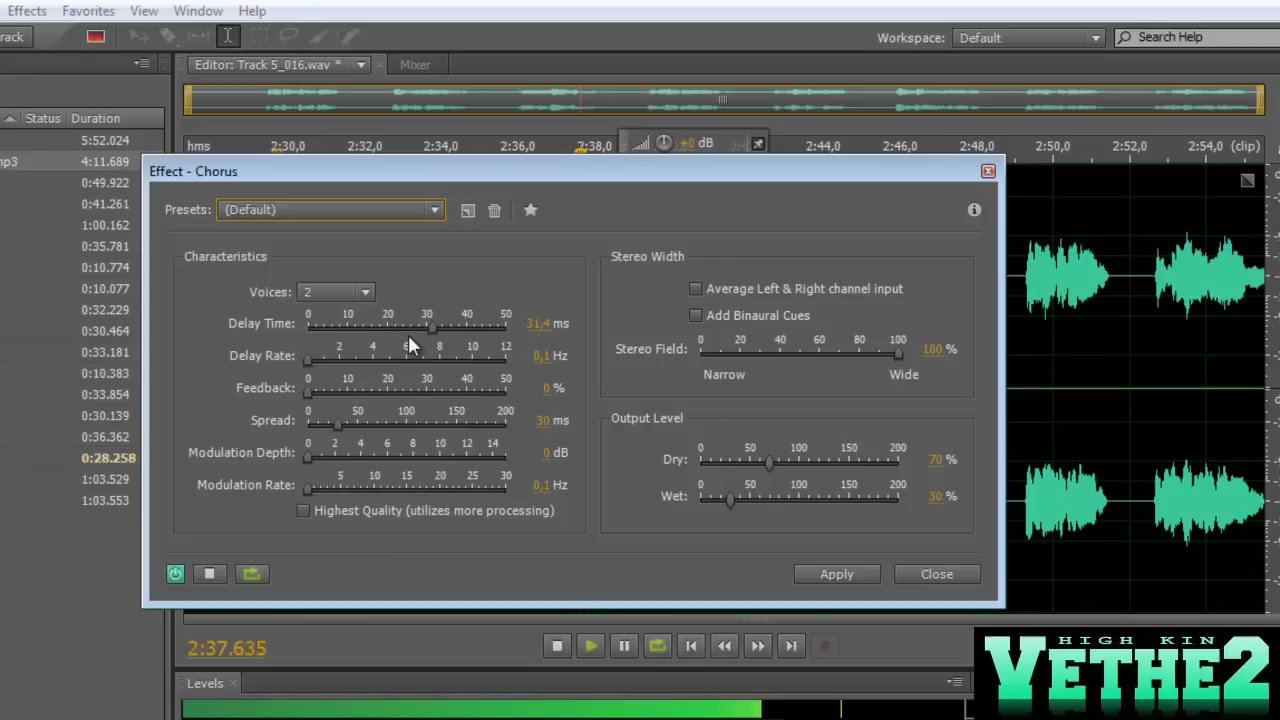 Effects Favorites View Window Help
rack Workspace: Default Search Help
Editor: Track 5_016.wav * Mixer
Status Duration
5:52.024
p3 4:11.689
0:49.922
0:41.261
1:00.162
0:35.781
0:10.774
0:10.077
0:32.229
0:30.464
0:33.181
0:10.383
0:33.854
0:30.139
0:36.362
0:28.258
1:03.529
1:03.553
hms 2:30,0 2:32,0 2:34,0 2:36,0 2:38,0 +0 dB 2:44,0 2:46,0 2:48,0 2:50,0 2:52,0 2:54,0 (clip)
Effect - Chorus
Presets: (Default)
Characteristics
Voices: 2
0 10 20 30 40 50
Delay Time: 31,4 ms
2 4 6 8 10 12
Delay Rate: 0,1 Hz
0 10 20 30 40 50
Feedback: 0 %
0 50 100 150 200
Spread: 30 ms
0 2 4 6 8 10 12 14
Modulation Depth: 0 dB
5 10 15 20 25 30
Modulation Rate: 0,1 Hz
Highest Quality (utilizes more processing)
Stereo Width
Average Left & Right channel input
Add Binaural Cues
0 20 40 60 80 100
Stereo Field: 100 %
Narrow Wide
Output Level
0 50 100 150 200
Dry: 70 %
0 50 100 150 200
Wet: 30 %
Apply Close
2:37.635
Levels
HIGH KIN
VETHE2